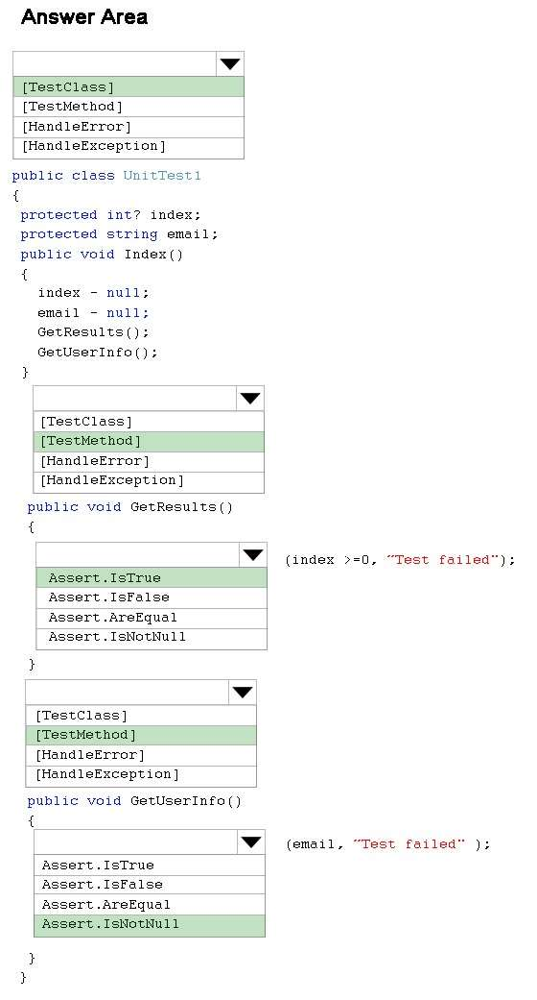 Answer Area
[TestClass]
[TestMethod]
[HandleError]
[HandleException]
public class UnitTest1
{
protected int? index;
protected string email;
public void Index()
{
index - null;
email - null;
GetResults();
GetUserInfo();
}
[TestClass]
[TestMethod]
[HandleError]
[HandleException]
public void GetResults()
{
(index >=0, ˝Test failed");
Assert.IsTrue
Assert.IsFalse
Assert.AreEqual
Assert.IsNotNull
}
[TestClass]
[TestMethod]
[HandleError]
[HandleException]
public void GetUserInfo()
{
(email, ˝Test failed" );
Assert.IsTrue
Assert.IsFalse
Assert.AreEqual
Assert.IsNotNull
}
}